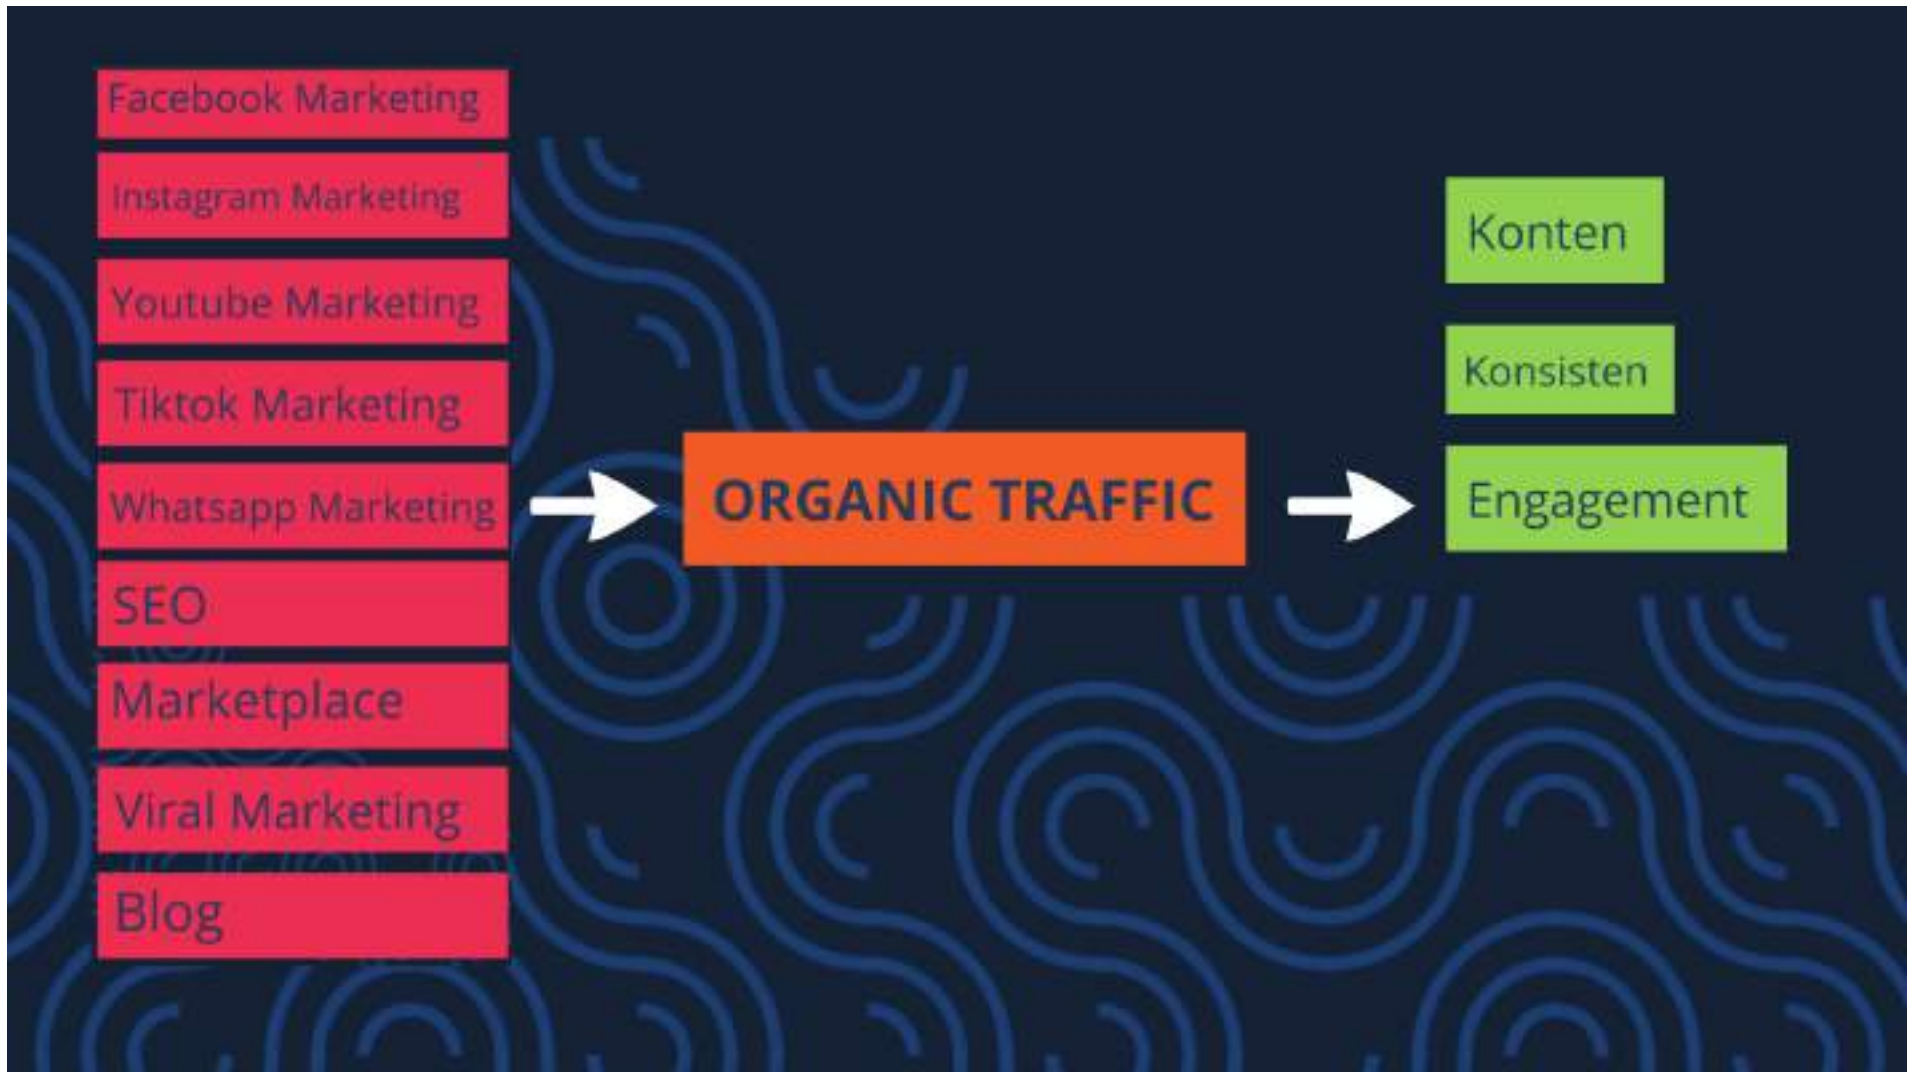 Facebook Marketing
Instagram Marketing
Youtube Marketing
Tiktok Marketing
Whatsapp Marketing
SEO
Marketplace
Viral Marketing
Blog
ORGANIC TRAFFIC
Konten
Konsisten
Engagement